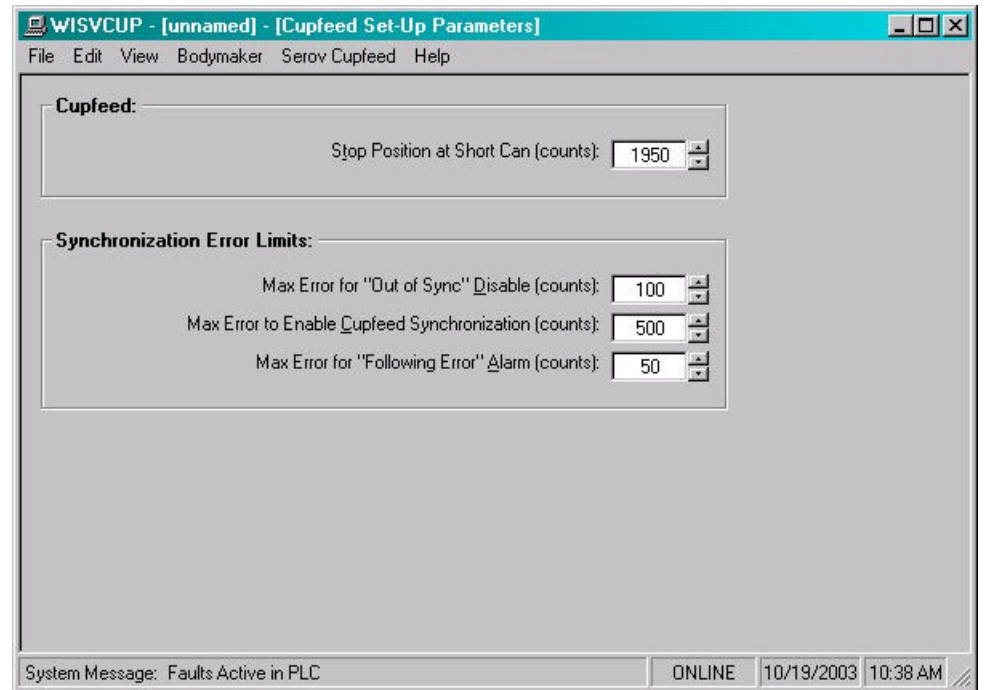 WISVCUP - [unnamed] - [Cupfeed Set-Up Parameters]
File Edit View Bodymaker Serov Cupfeed Help
Cupfeed:
Stop Position at Short Can (counts): 1950
Synchronization Error Limits:
Max Error for "Out of Sync" Disable (counts): 100
Max Error to Enable Cupfeed Synchronization (counts): 500
Max Error for "Following Error" Alarm (counts): 50
System Message: Faults Active in PLC ONLINE 10/19/2003 10:38 AM